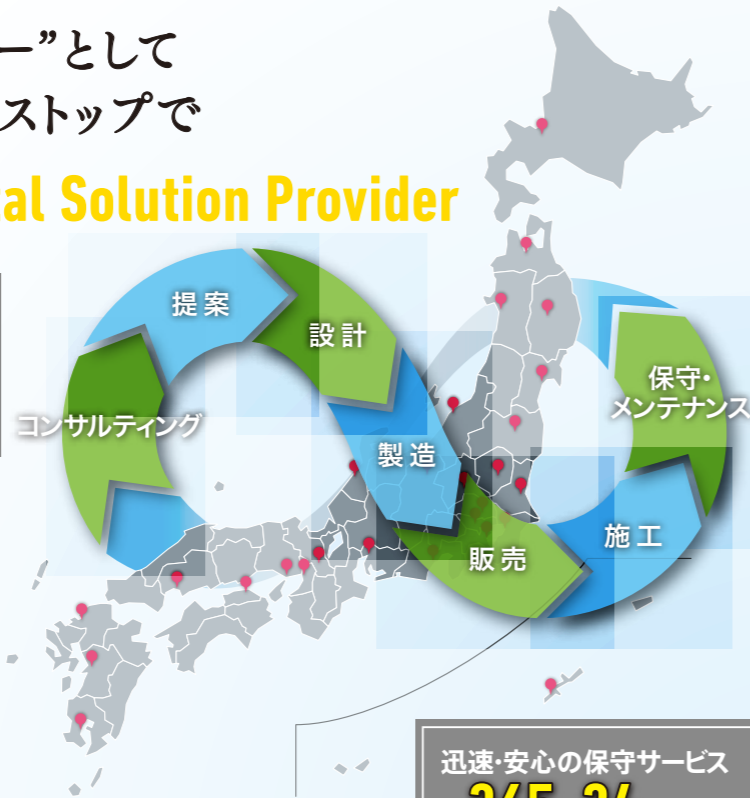 ー”として
ストップで
al Solution Provider
提案
設計
コンサルティング
製造
販売
施工
保守・
メンテナンス
迅速・安心の保守サービス